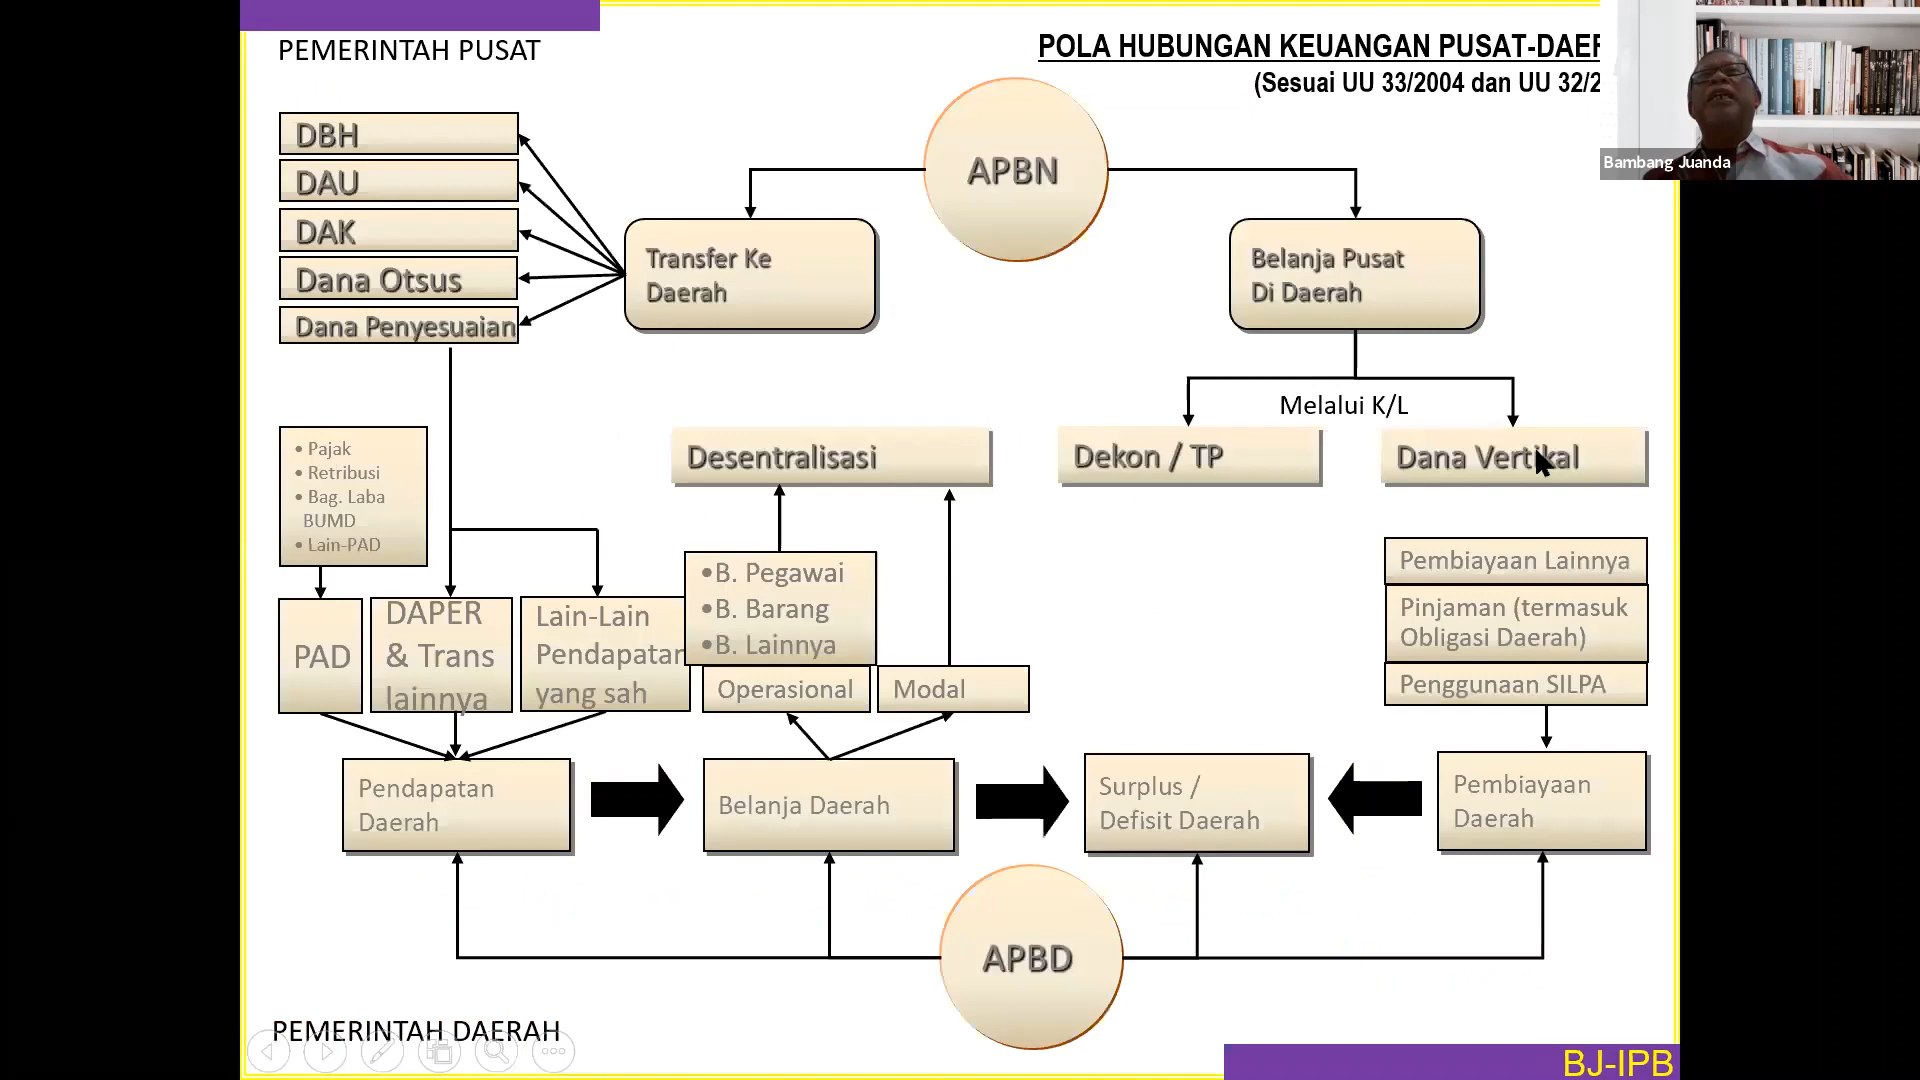 PEMERINTAH PUSAT
POLA HUBUNGAN KEUANGAN PUSAT-DAER
(Sesuai UU 33/2004 dan UU 32/2
Bambang Juanda
APBN
DBH
DAU
DAK
Dana Otsus
Dana Penyesuaian
Transfer Ke
Daerah
Belanja Pusat
Di Daerah
Melalui K/L
Desentralisasi
Dekon / TP
Dana Vertikal
• Pajak
• Retribusi
• Bag. Laba
BUMD
• Lain-PAD
PAD
DAPER
& Trans
lainnya
Lain-Lain
Pendapatan
yang sah
•B. Pegawai
•B. Barang
•B. Lainnya
Operasional
Modal
Pembiayaan Lainnya
Pinjaman (termasuk
Obligasi Daerah)
Penggunaan SILPA
Pendapatan
Daerah
Belanja Daerah
Surplus /
Defisit Daerah
Pembiayaan
Daerah
APBD
PEMERINTAH DAERAH
BJ-IPB